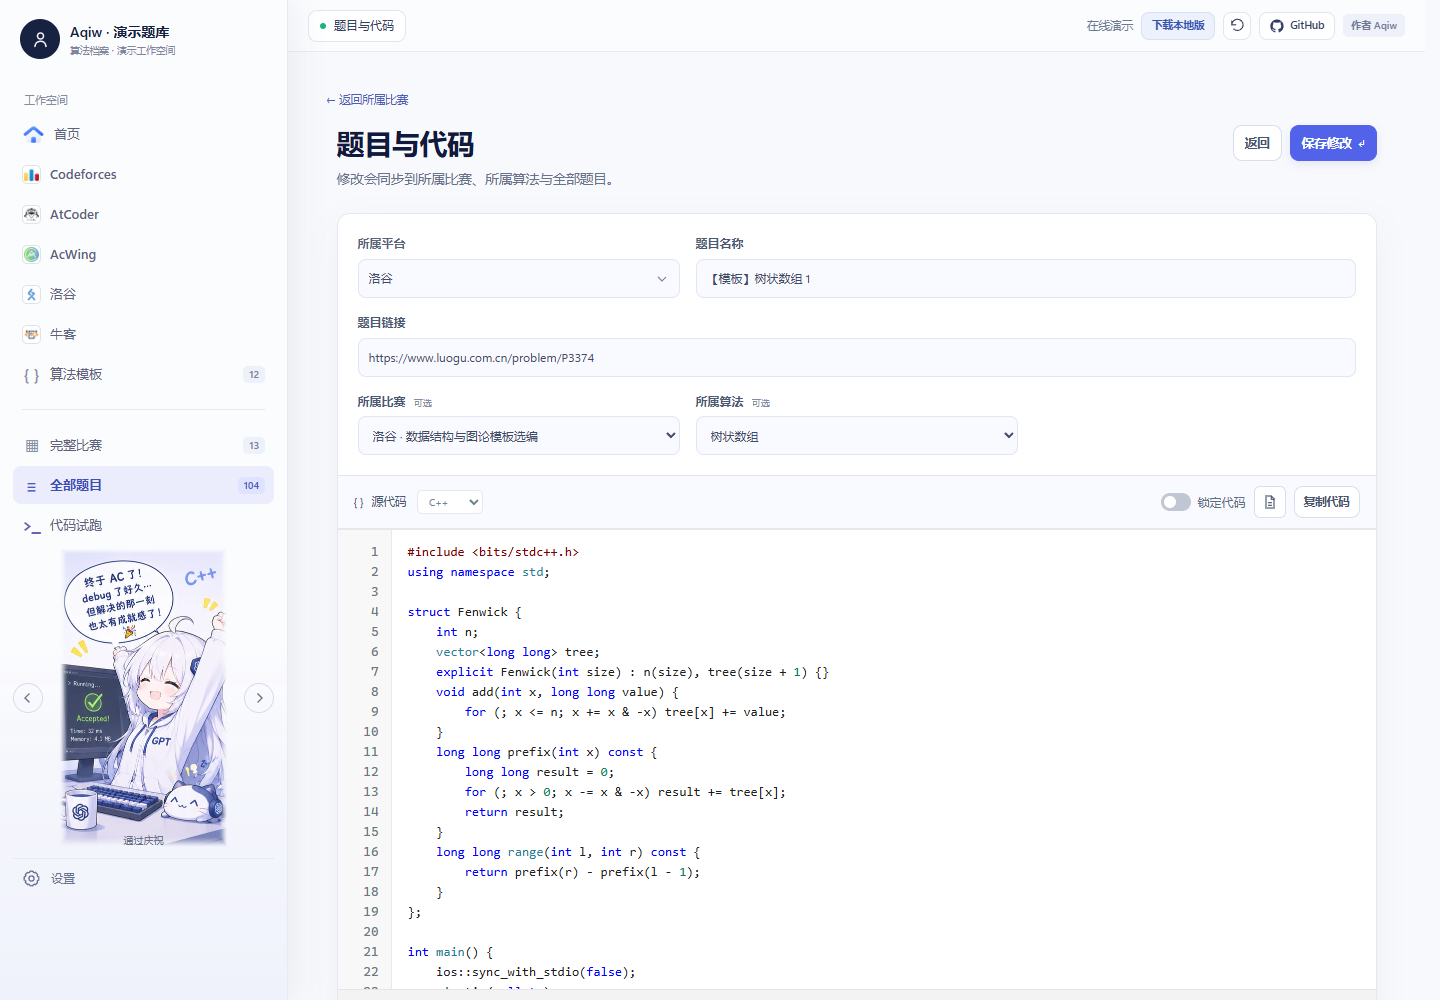 Aqiw · 演示题库
算法档案 · 演示工作空间
工作空间
首页
Codeforces
AtCoder
AcWing
洛谷
牛客
{ } 算法模板 12
完整比赛 13
全部题目 104
代码试跑
终于 AC 了!
debug 了好久…
但解决的那一刻
也太有成就感了!
C++
> Running...
Accepted!
Time: 32 ms
Memory: 4.3 MB
GPT
通过庆祝
设置
题目与代码
在线演示
下载本地版
GitHub
作者 Aqiw
← 返回所属比赛
题目与代码
修改会同步到所属比赛、所属算法与全部题目。
返回
保存修改 ↲
所属平台
题目名称
洛谷
【模板】树状数组 1
题目链接
https://www.luogu.com.cn/problem/P3374
所属比赛 可选
所属算法 可选
洛谷 · 数据结构与图论模板选编
树状数组
{ } 源代码
C++
锁定代码
复制代码
1 #include <bits/stdc++.h>
2 using namespace std;
3
4 struct Fenwick {
5 int n;
6 vector<long long> tree;
7 explicit Fenwick(int size) : n(size), tree(size + 1) {}
8 void add(int x, long long value) {
9 for (; x <= n; x += x & -x) tree[x] += value;
10 }
11 long long prefix(int x) const {
12 long long result = 0;
13 for (; x > 0; x -= x & -x) result += tree[x];
14 return result;
15 }
16 long long range(int l, int r) const {
17 return prefix(r) - prefix(l - 1);
18 }
19 };
20
21 int main() {
22 ios::sync_with_stdio(false);